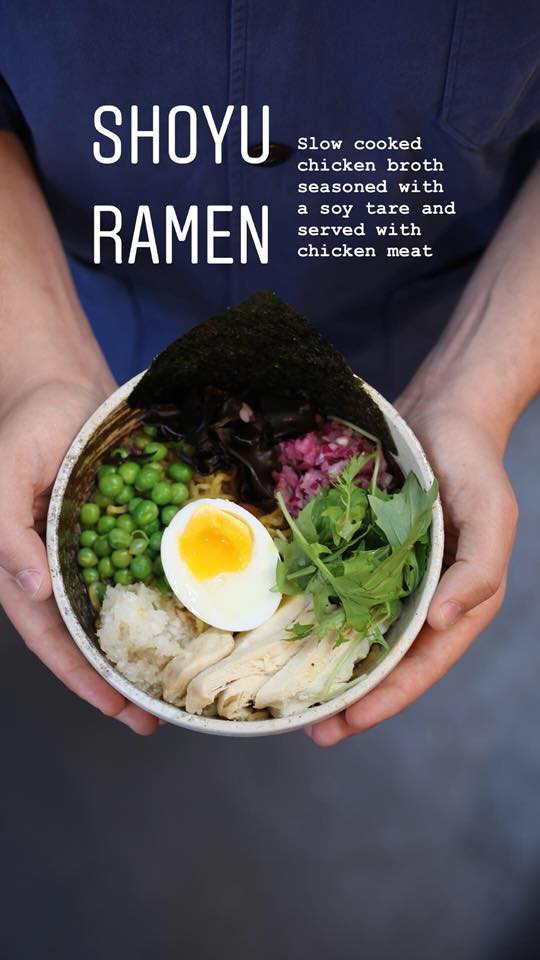 SHOYU
RAMEN
Slow cooked
chicken broth
seasoned with
a soy tare and
served with
chicken meat